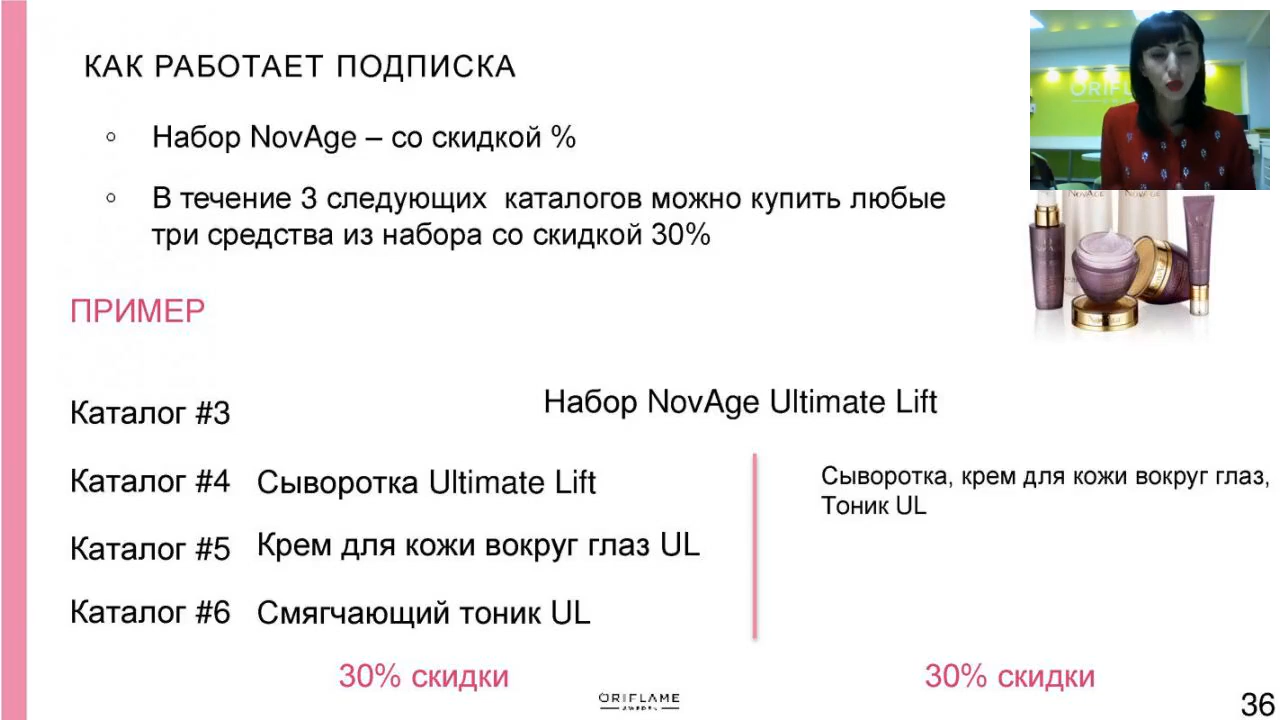 КАК РАБОТАЕТ ПОДПИСКА
Набор NovAge – со скидкой %
В течение 3 следующих каталогов можно купить любые
три средства из набора со скидкой 30%
ПРИМЕР
Каталог #3
Набор NovAge Ultimate Lift
Каталог #4
Сыворотка Ultimate Lift
Сыворотка, крем для кожи вокруг глаз,
Тоник UL
Каталог #5
Крем для кожи вокруг глаз UL
Каталог #6
Смягчающий тоник UL
30% скидки
30% скидки
ORIFLAME
SWEDEN
36
NovAge
NovAge